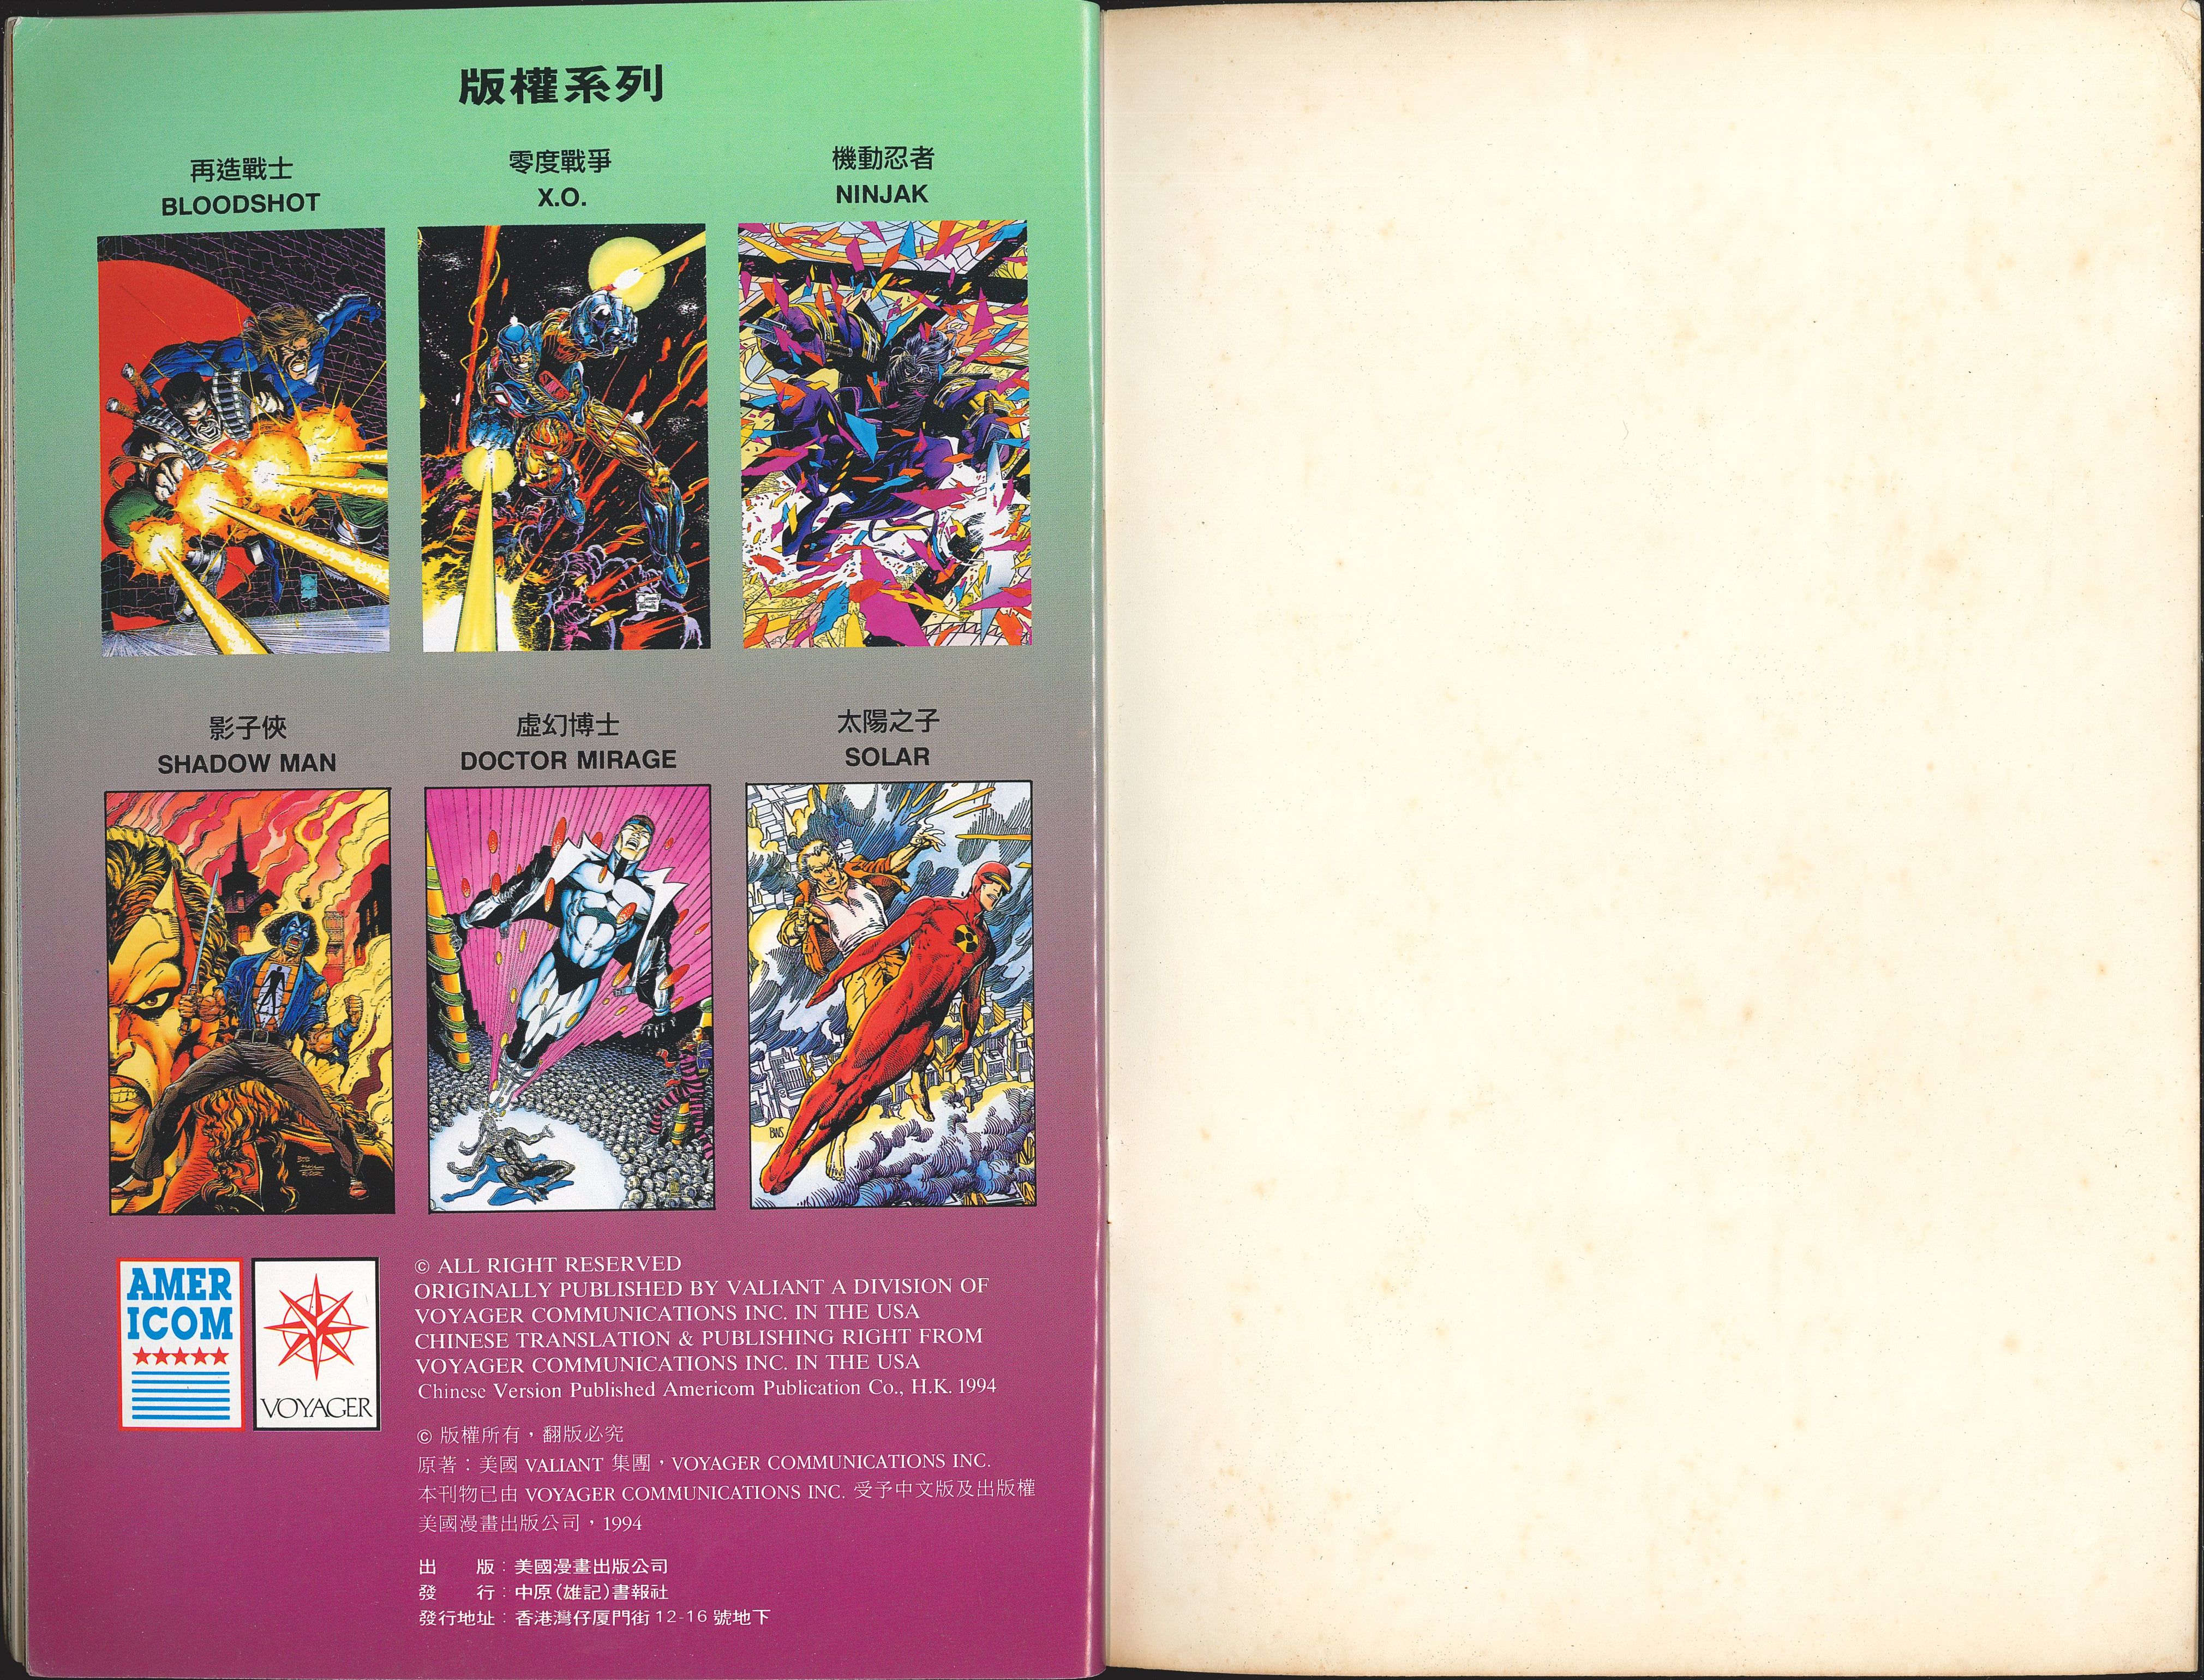 版權系列
再造戰士
BLOODSHOT
零度戰爭
X.O.
機動忍者
NINJAK
影子俠
SHADOW MAN
虛幻博士
DOCTOR MIRAGE
太陽之子
SOLAR
BWS
AMER
ICOM
VOYAGER
© ALL RIGHT RESERVED
ORIGINALLY PUBLISHED BY VALIANT A DIVISION OF
VOYAGER COMMUNICATIONS INC. IN THE USA
CHINESE TRANSLATION & PUBLISHING RIGHT FROM
VOYAGER COMMUNICATIONS INC. IN THE USA
Chinese Version Published Americom Publication Co., H.K. 1994
© 版權所有，翻版必究
原著：美國 VALIANT 集團，VOYAGER COMMUNICATIONS INC.
本刊物已由 VOYAGER COMMUNICATIONS INC. 受予中文版及出版權
美國漫畫出版公司，1994
出　　版：美國漫畫出版公司
發　　行：中原(雄記)書報社
發行地址：香港灣仔厦門街 12-16 號地下